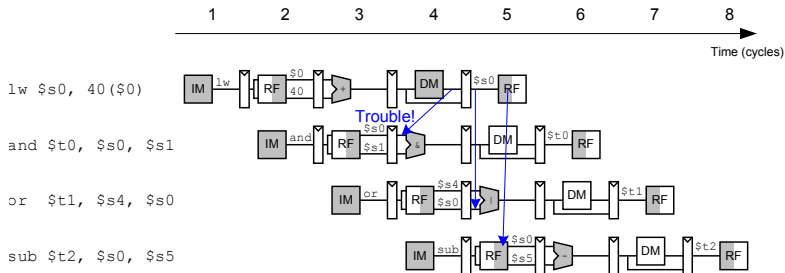 1 2 3 4 5 6 7 8
Time (cycles)
lw $s0, 40($0) IM lw RF $0 40 + DM $s0 RF
Trouble!
and $t0, $s0, $s1 IM and RF $s0 $s1 & DM $t0 RF
or $t1, $s4, $s0 IM or RF $s4 $s0 | DM $t1 RF
sub $t2, $s0, $s5 IM sub RF $s0 $s5 - DM $t2 RF